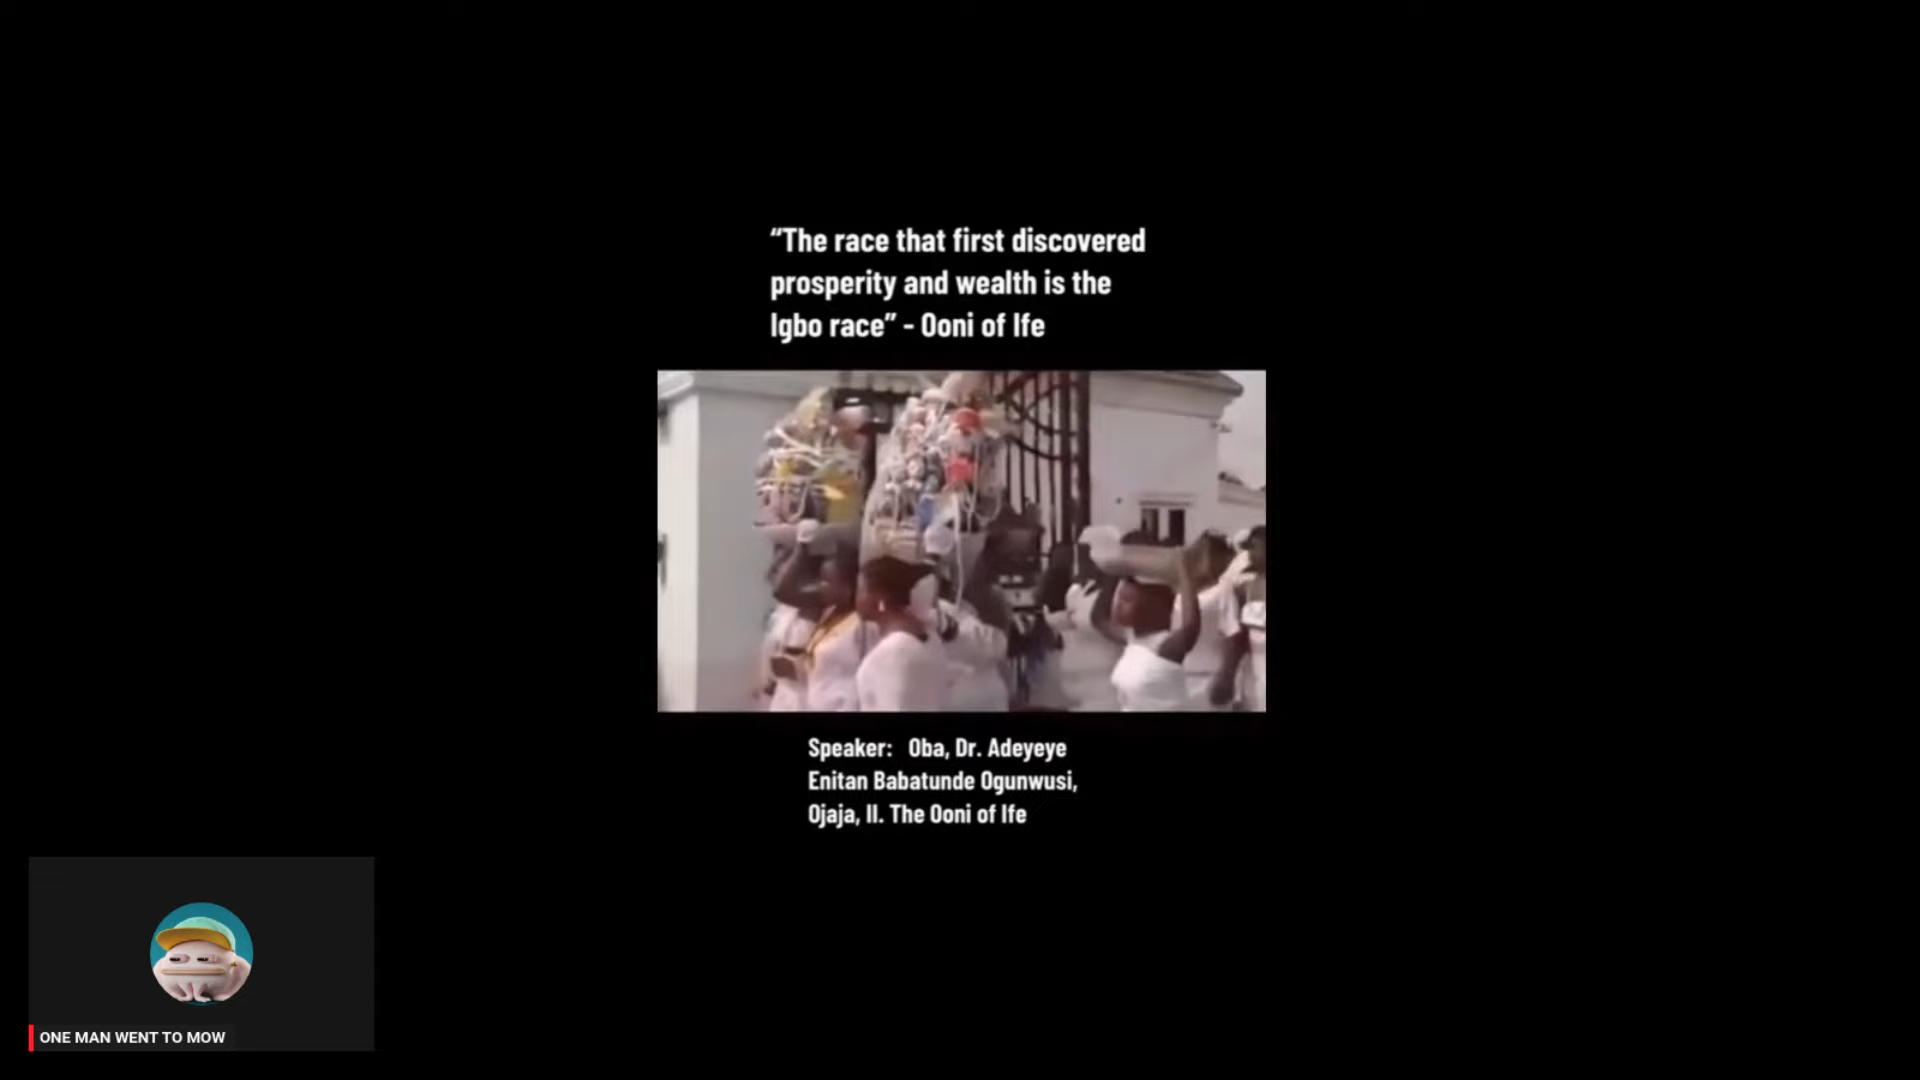 “The race that first discovered
prosperity and wealth is the
Igbo race” - Ooni of Ife
Speaker: Oba, Dr. Adeyeye
Enitan Babatunde Ogunwusi,
Ojaja, II. The Ooni of Ife
ONE MAN WENT TO MOW